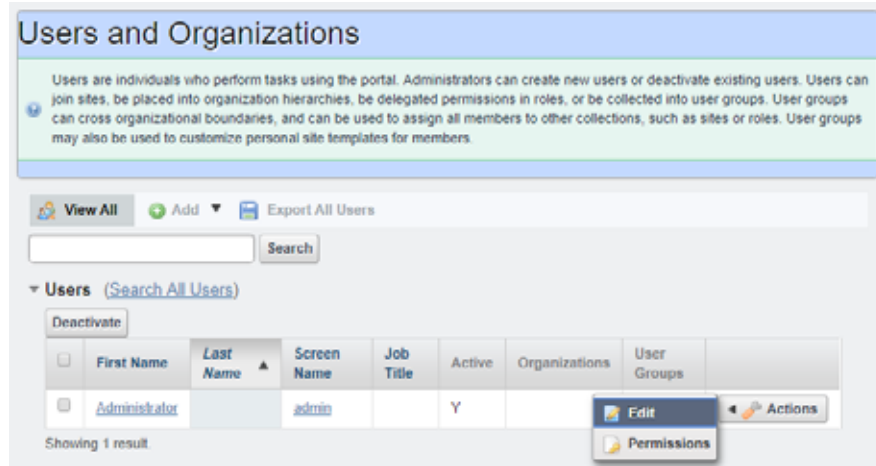 Users and Organizations
Users are individuals who perform tasks using the portal. Administrators can create new users or deactivate existing users. Users can
join sites, be placed into organization hierarchies, be delegated permissions in roles, or be collected into user groups. User groups
can cross organizational boundaries, and can be used to assign all members to other collections, such as sites or roles. User groups
may also be used to customize personal site templates for members.
View All Add Export All Users
Search
Users (Search All Users)
Deactivate
First Name Last Name Screen Name Job Title Active Organizations User Groups
Administrator admin Y Edit Actions
Showing 1 result. Permissions